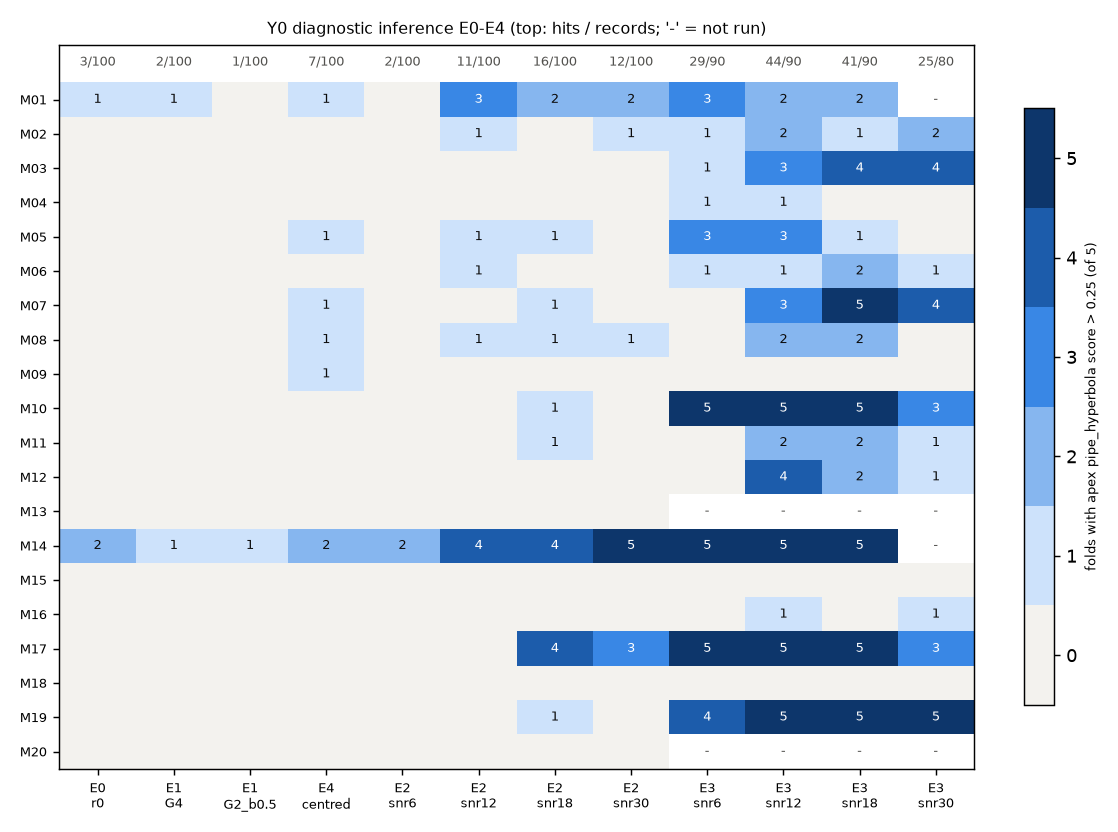 Y0 diagnostic inference E0-E4 (top: hits / records; '-' = not run)
3/100 2/100 1/100 7/100 2/100 11/100 16/100 12/100 29/90 44/90 41/90 25/80
M01 1 1 1 3 2 2 3 2 2 -
M02 1 1 1 2 1 2
M03 1 3 4 4
M04 1 1
M05 1 1 1 3 3 1
M06 1 1 1 2 1
M07 1 1 3 5 4
M08 1 1 1 1 2 2
M09 1
M10 1 5 5 5 3
M11 1 2 2 1
M12 4 2 1
M13 - - - -
M14 2 1 1 2 2 4 4 5 5 5 5 -
M15
M16 1 1
M17 4 3 5 5 5 3
M18
M19 1 4 5 5 5
M20 - - - -
E0 E1 E1 E4 E2 E2 E2 E2 E3 E3 E3 E3
r0 G4 G2_b0.5 centred snr6 snr12 snr18 snr30 snr6 snr12 snr18 snr30
5
4
3
2
1
0
folds with apex pipe_hyperbola score > 0.25 (of 5)